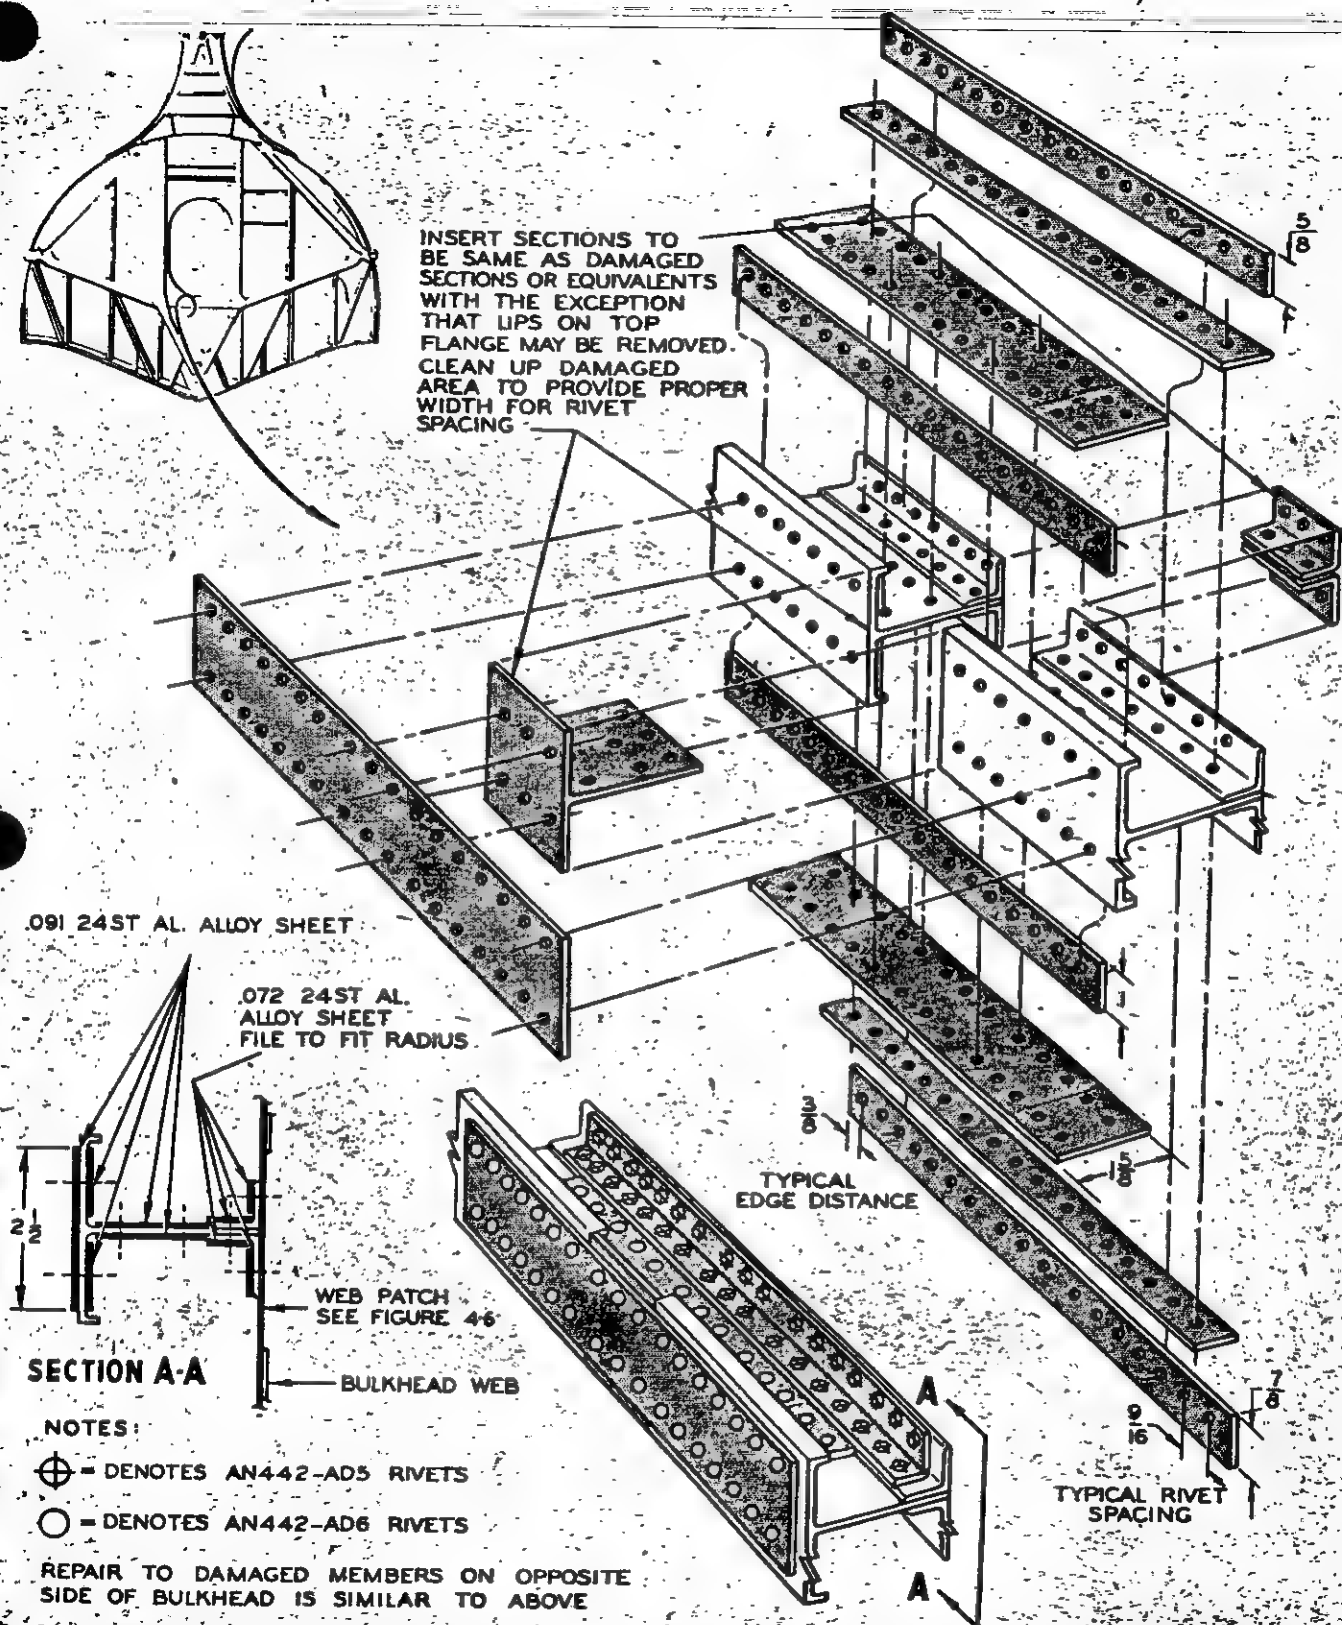 INSERT SECTIONS TO
BE SAME AS DAMAGED
SECTIONS OR EQUIVALENTS
WITH THE EXCEPTION
THAT LIPS ON TOP
FLANGE MAY BE REMOVED.
CLEAN UP DAMAGED
AREA TO PROVIDE PROPER
WIDTH FOR RIVET
SPACING
5/8
.091 24ST AL. ALLOY SHEET
.072 24ST AL.
ALLOY SHEET
FILE TO FIT RADIUS
1
3/8
TYPICAL
EDGE DISTANCE
1 5/8
2 1/2
WEB PATCH
SEE FIGURE 46
SECTION A-A
BULKHEAD WEB
A
A
7/8
9/16
TYPICAL RIVET
SPACING
NOTES:
= DENOTES AN442-AD5 RIVETS
= DENOTES AN442-AD6 RIVETS
REPAIR TO DAMAGED MEMBERS ON OPPOSITE
SIDE OF BULKHEAD IS SIMILAR TO ABOVE